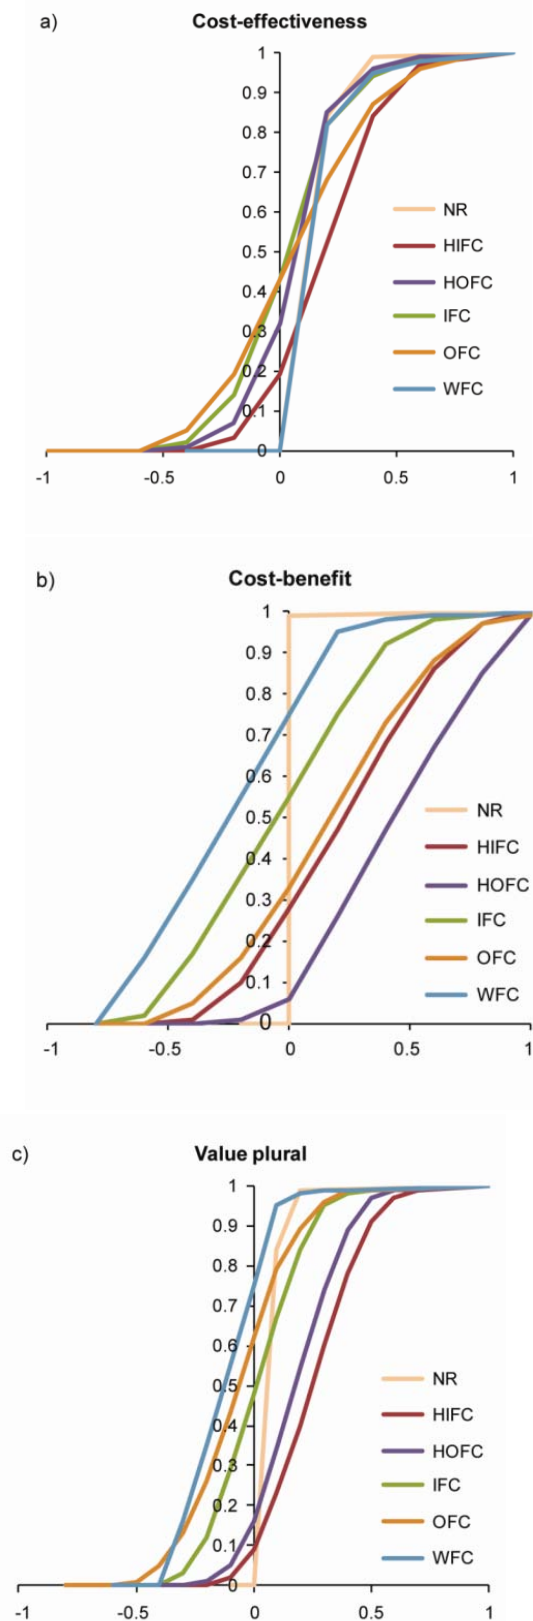 a) Cost-effectiveness
1
0.9
0.8
0.7
0.6
0.5
0.4
0.3
0.2
0.1
0
-1 -0.5 0 0.5 1
NR
HIFC
HOFC
IFC
OFC
WFC
b) Cost-benefit
1
0.9
0.8
0.7
0.6
0.5
0.4
0.3
0.2
0.1
0
-1 -0.5 0 0.5 1
NR
HIFC
HOFC
IFC
OFC
WFC
c) Value plural
1
0.9
0.8
0.7
0.6
0.5
0.4
0.3
0.2
0.1
0
-1 -0.5 0 0.5 1
NR
HIFC
HOFC
IFC
OFC
WFC